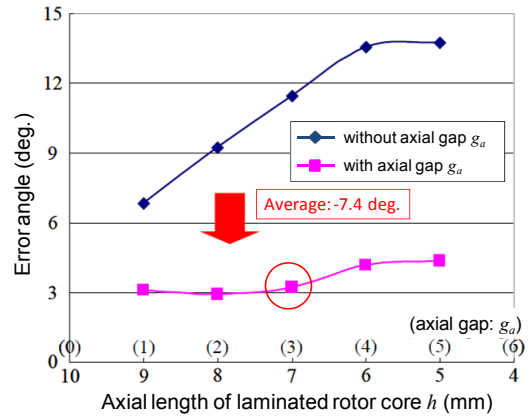 15
12
9
6
3
0
Error angle (deg.)
without axial gap gₐ
with axial gap gₐ
Average: -7.4 deg.
(axial gap: gₐ)
(0) (1) (2) (3) (4) (5) (6)
10 9 8 7 6 5 4
Axial length of laminated rotor core h (mm)